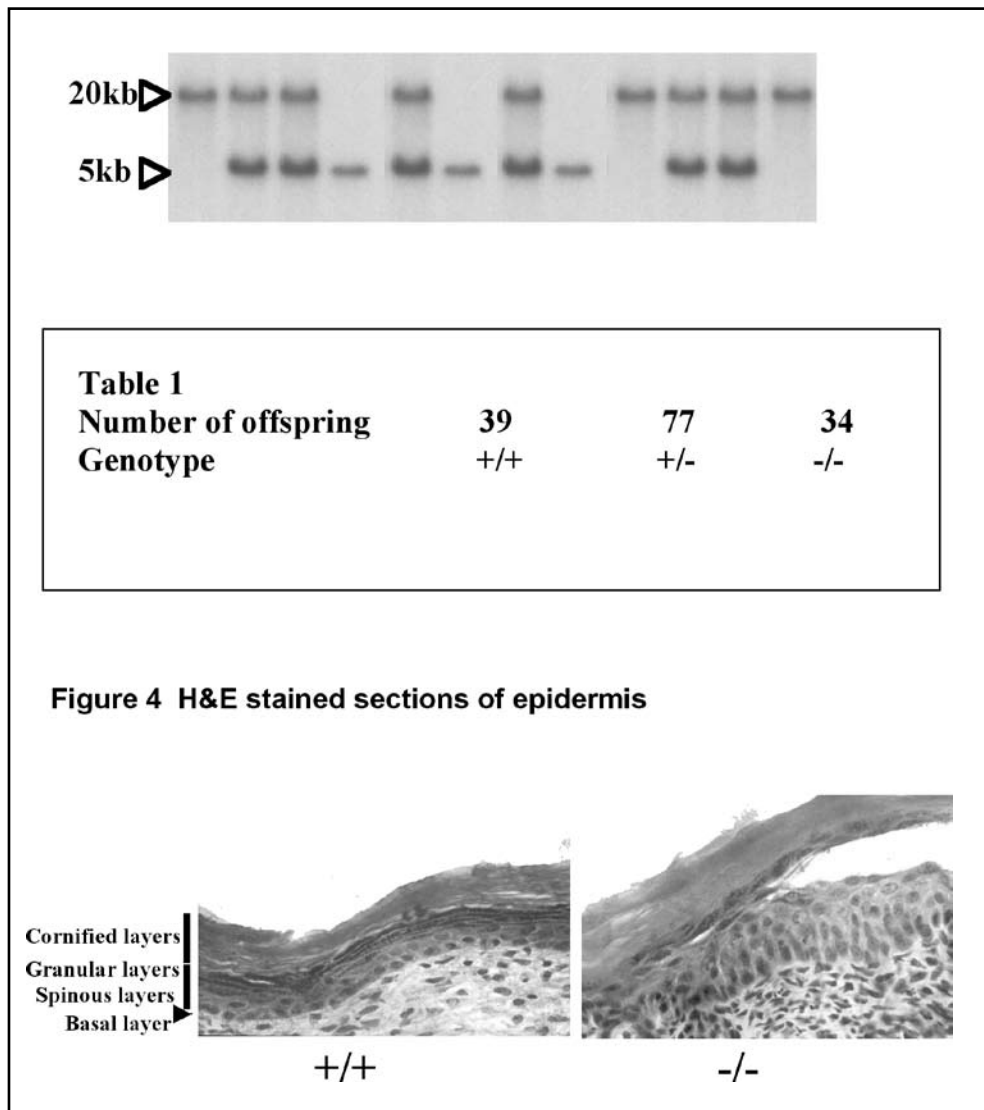 20kb
5kb
Table 1
Number of offspring 39 77 34
Genotype +/+ +/- -/-
Figure 4 H&E stained sections of epidermis
Cornified layers
Granular layers
Spinous layers
Basal layer
+/+ -/-